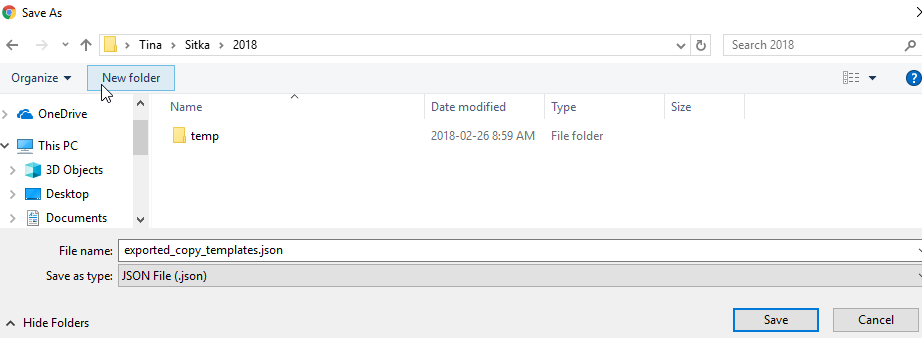 Save As
Tina > Sitka > 2018
Search 2018
Organize
New folder
?
Name
Date modified
Type
Size
OneDrive
This PC
3D Objects
Desktop
Documents
temp
2018-02-26 8:59 AM
File folder
File name:
exported_copy_templates.json
Save as type:
JSON File (.json)
Hide Folders
Save
Cancel